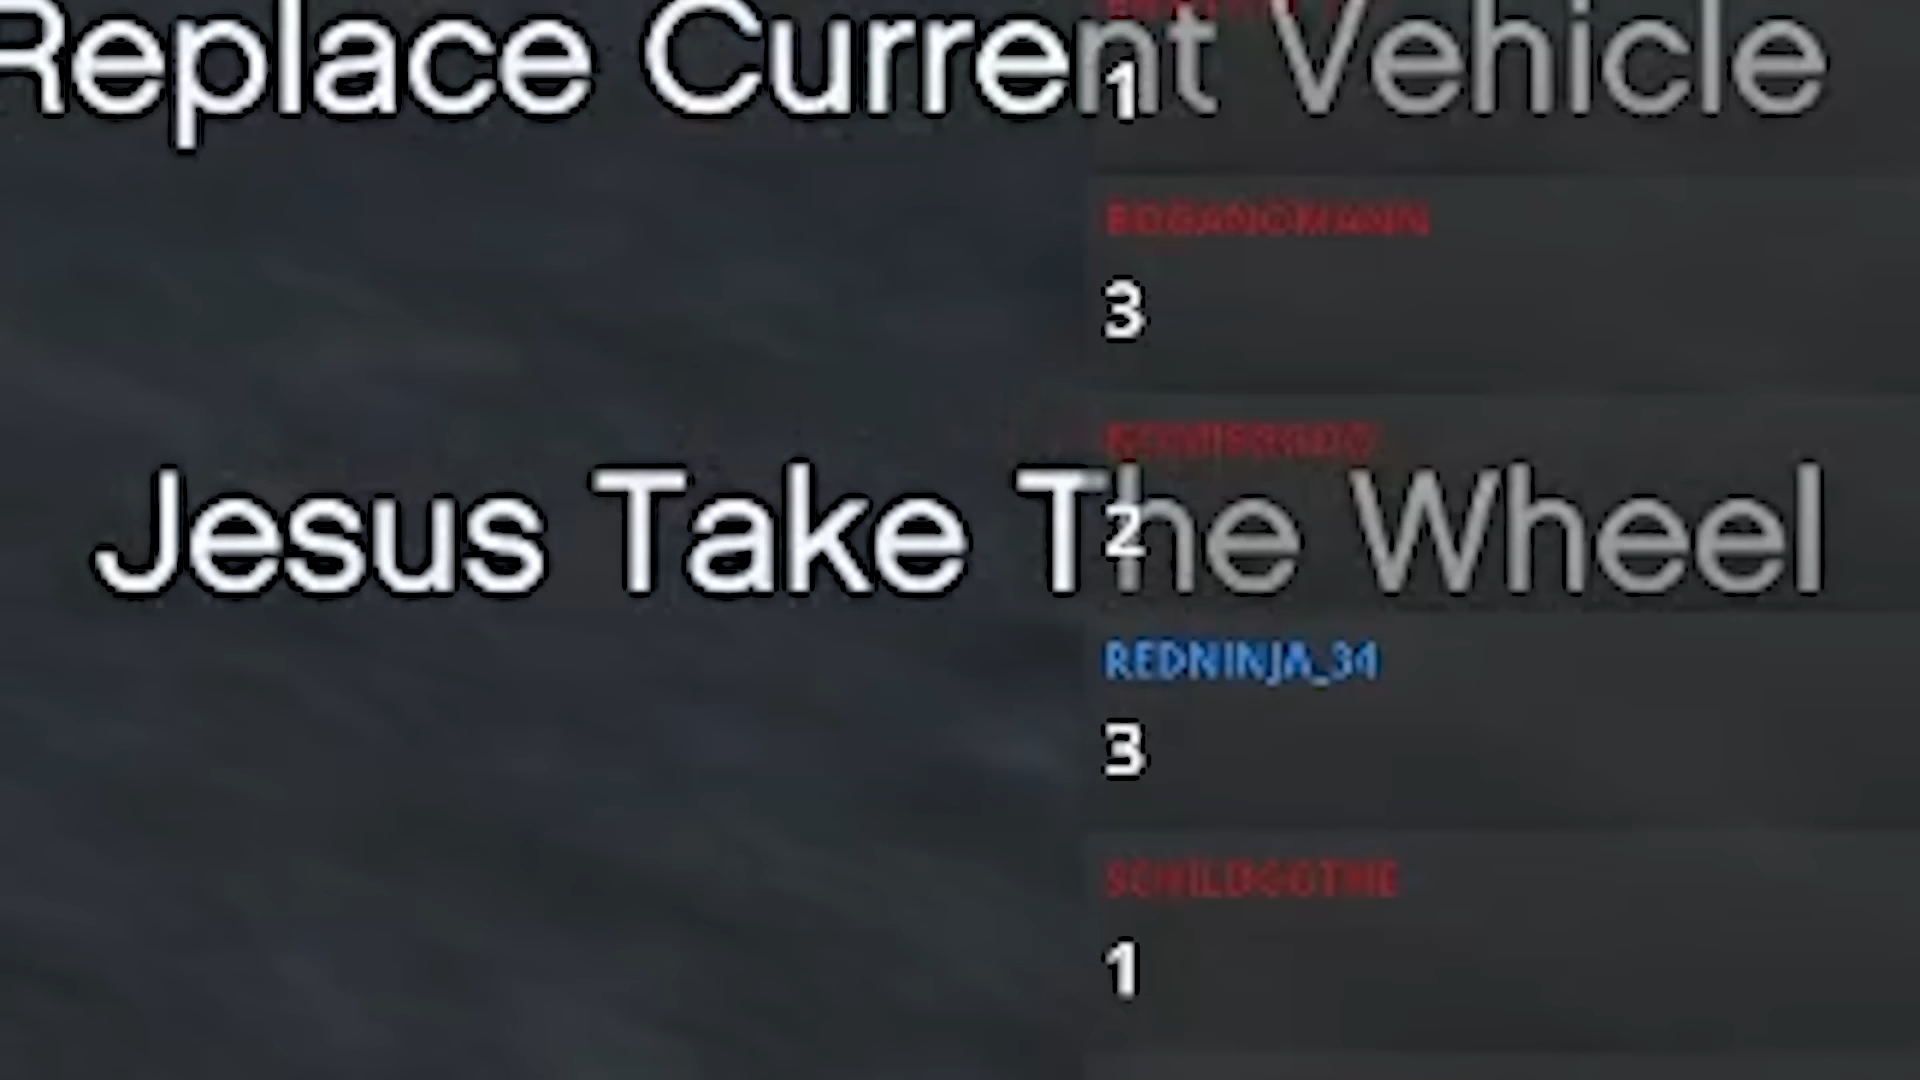 Replace Current Vehicle
1
3
Jesus Take The Wheel
2
REDNINJA_34
3
1